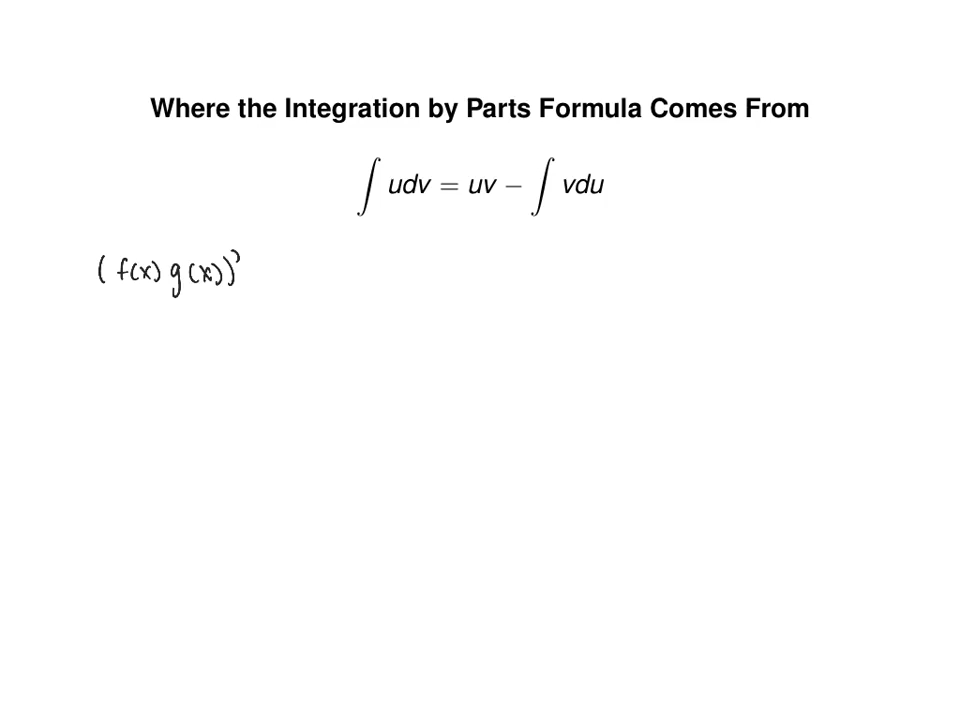 Where the Integration by Parts Formula Comes From
∫ udv = uv − ∫ vdu
(f(x) g(x))'